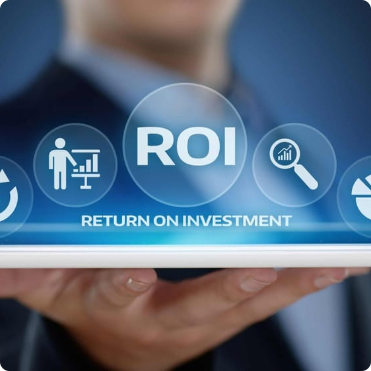 ROI
RETURN ON INVESTMENT